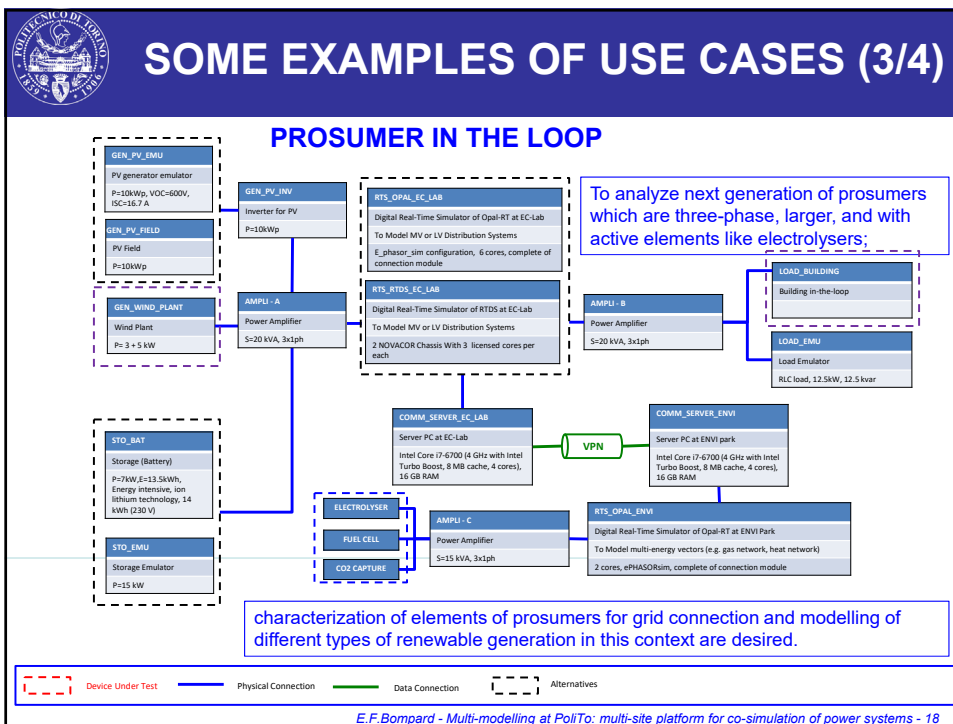 POLITECNICO DI TORINO
1859 1906
SOME EXAMPLES OF USE CASES (3/4)
PROSUMER IN THE LOOP
GEN_PV_EMU
PV generator emulator
P=10kWp, VOC=600V,
ISC=16.7 A
GEN_PV_FIELD
PV Field
P=10kWp
GEN_PV_INV
Inverter for PV
P=10kWp
GEN_WIND_PLANT
Wind Plant
P= 3 + 5 kW
AMPLI - A
Power Amplifier
S=20 kVA, 3x1ph
RTS_OPAL_EC_LAB
Digital Real-Time Simulator of Opal-RT at EC-Lab
To Model MV or LV Distribution Systems
E_phasor_sim configuration, 6 cores, complete of
connection module
RTS_RTDS_EC_LAB
Digital Real-Time Simulator of RTDS at EC-Lab
To Model MV or LV Distribution Systems
2 NOVACOR Chassis With 3 licensed cores per
each
To analyze next generation of prosumers
which are three-phase, larger, and with
active elements like electrolysers;
AMPLI - B
Power Amplifier
S=20 kVA, 3x1ph
LOAD_BUILDING
Building in-the-loop
LOAD_EMU
Load Emulator
RLC load, 12.5kW, 12.5 kvar
STO_BAT
Storage (Battery)
P=7kW,E=13.5kWh,
Energy intensive, ion
lithium technology, 14
kWh (230 V)
STO_EMU
Storage Emulator
P=15 kW
COMM_SERVER_EC_LAB
Server PC at EC-Lab
Intel Core i7-6700 (4 GHz with Intel
Turbo Boost, 8 MB cache, 4 cores),
16 GB RAM
VPN
COMM_SERVER_ENVI
Server PC at ENVI park
Intel Core i7-6700 (4 GHz with Intel
Turbo Boost, 8 MB cache, 4 cores),
16 GB RAM
ELECTROLYSER
FUEL CELL
CO2 CAPTURE
AMPLI - C
Power Amplifier
S=15 kVA, 3x1ph
RTS_OPAL_ENVI
Digital Real-Time Simulator of Opal-RT at ENVI Park
To Model multi-energy vectors (e.g. gas network, heat network)
2 cores, ePHASORsim, complete of connection module
characterization of elements of prosumers for grid connection and modelling of
different types of renewable generation in this context are desired.
Device Under Test
Physical Connection
Data Connection
Alternatives
E.F.Bompard - Multi-modelling at PoliTo: multi-site platform for co-simulation of power systems - 18